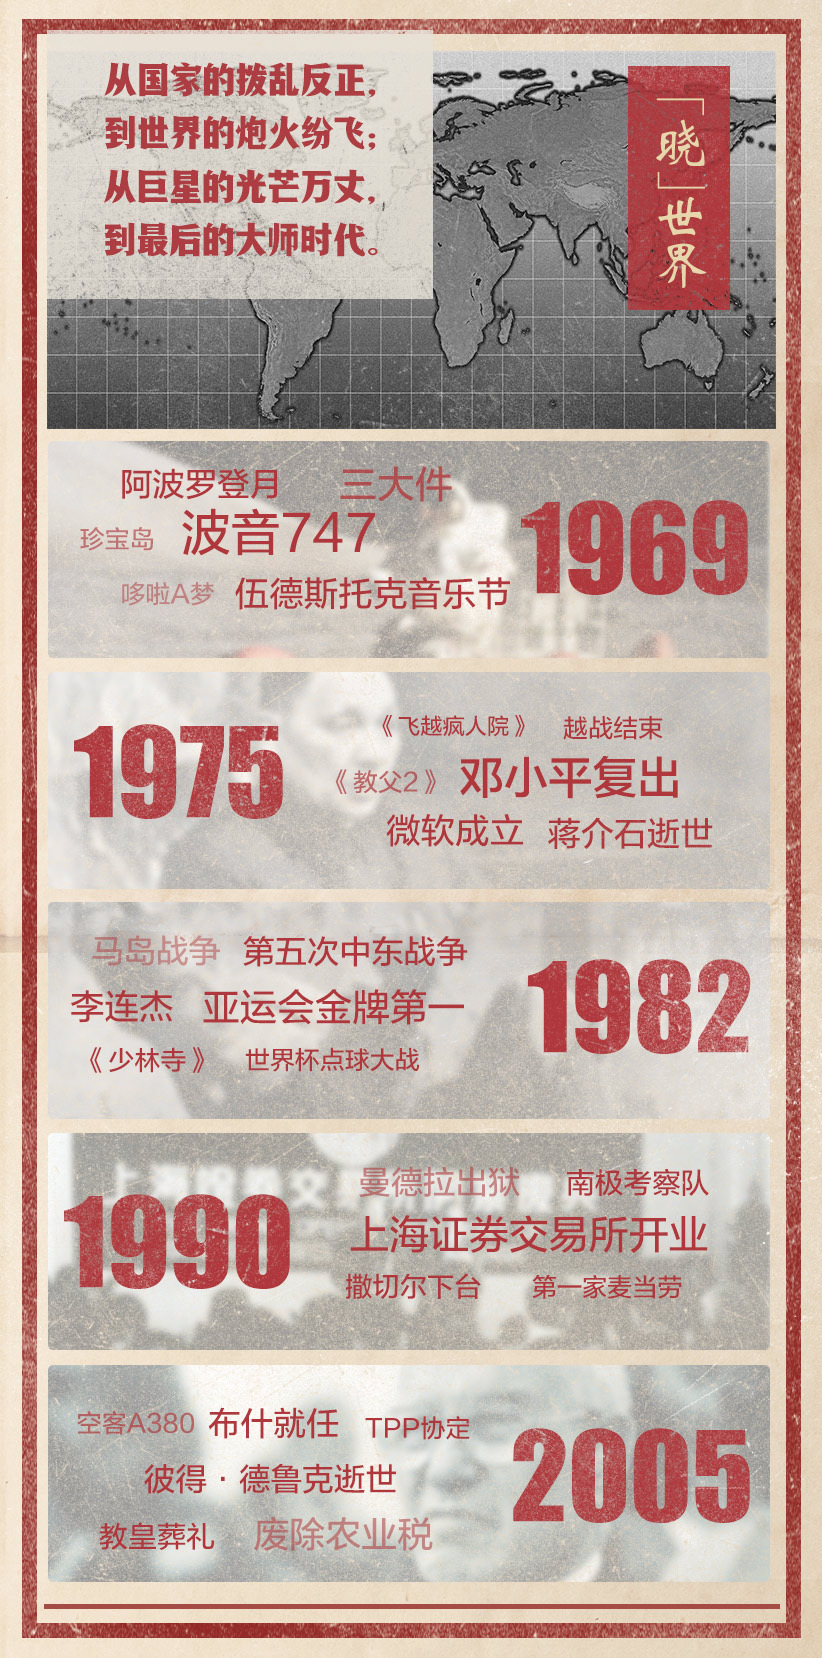 从国家的拨乱反正，
到世界的炮火纷飞；
从巨星的光芒万丈，
到最后的大师时代。
「晓」世界
阿波罗登月 三大件
珍宝岛 波音747
哆啦A梦 伍德斯托克音乐节
1969
1975
《飞越疯人院》 越战结束
《教父2》 邓小平复出
微软成立 蒋介石逝世
马岛战争 第五次中东战争
李连杰 亚运会金牌第一
《少林寺》 世界杯点球大战
1982
1990
曼德拉出狱 南极考察队
上海证券交易所开业
撒切尔下台 第一家麦当劳
空客A380 布什就任 TPP协定
彼得·德鲁克逝世
教皇葬礼 废除农业税
2005